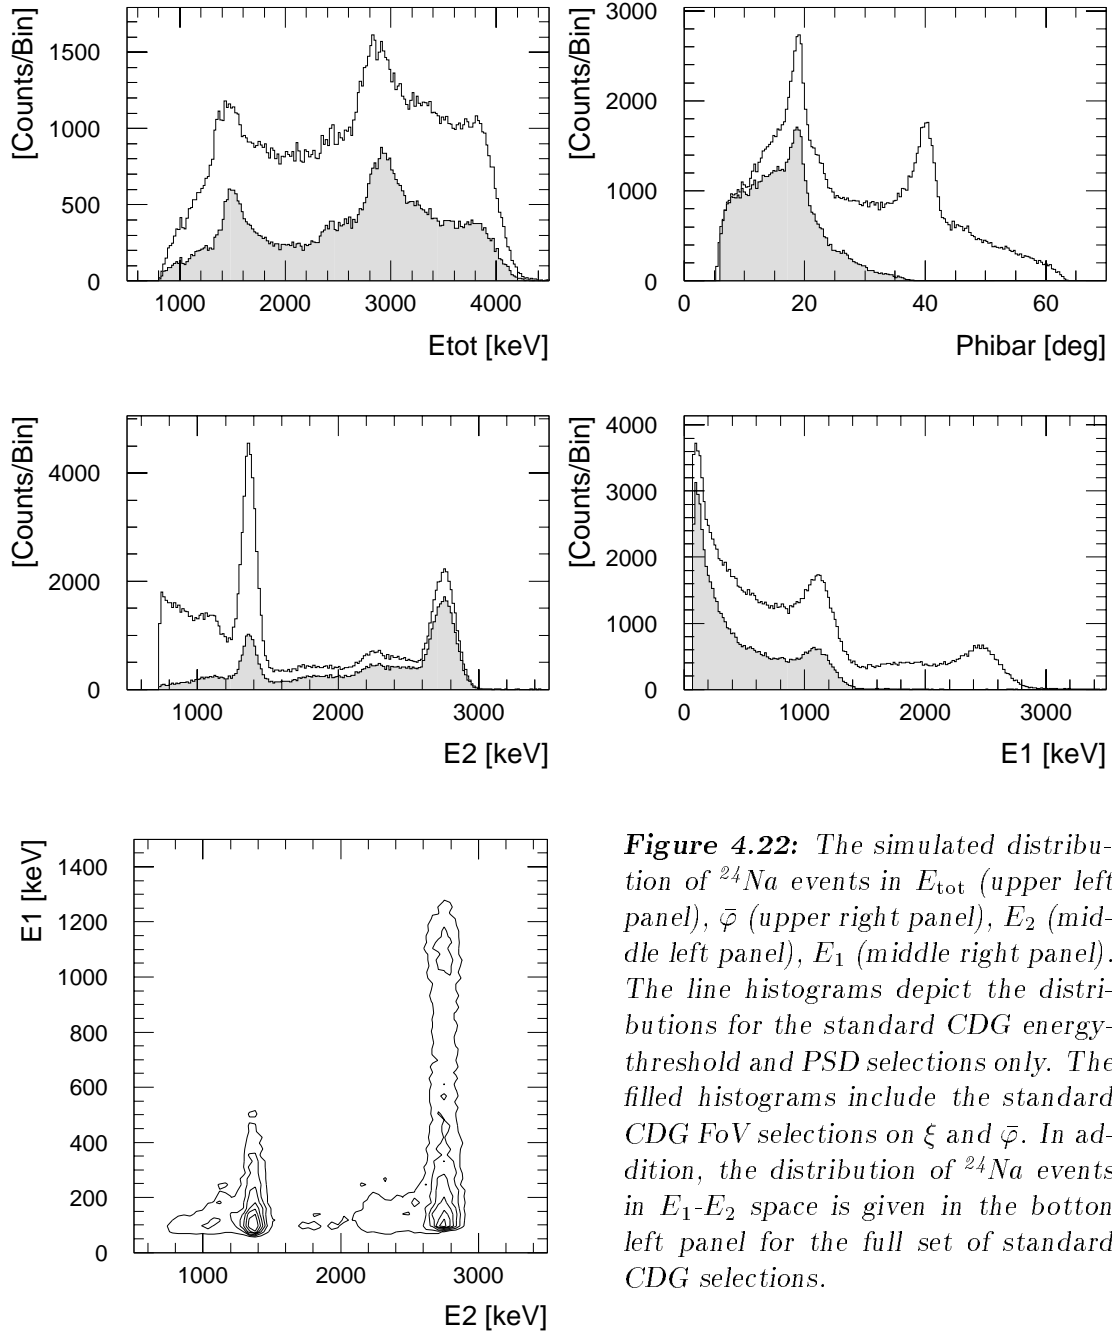 [Counts/Bin]
1500
1000
500
0
1000
2000
3000
4000
Etot [keV]
[Counts/Bin]
3000
2000
1000
0
0
20
40
60
Phibar [deg]
[Counts/Bin]
4000
2000
0
1000
2000
3000
E2 [keV]
[Counts/Bin]
4000
3000
2000
1000
0
0
1000
2000
3000
E1 [keV]
E1 [keV]
1400
1200
1000
800
600
400
200
0
1000
2000
3000
E2 [keV]
Figure 4.22: The simulated distribu-
tion of ²⁴Na events in E_tot (upper left
panel), φ̄ (upper right panel), E₂ (mid-
dle left panel), E₁ (middle right panel).
The line histograms depict the distri-
butions for the standard CDG energy-
threshold and PSD selections only. The
filled histograms include the standard
CDG FoV selections on ξ and φ̄. In ad-
dition, the distribution of ²⁴Na events
in E₁-E₂ space is given in the bottom
left panel for the full set of standard
CDG selections.